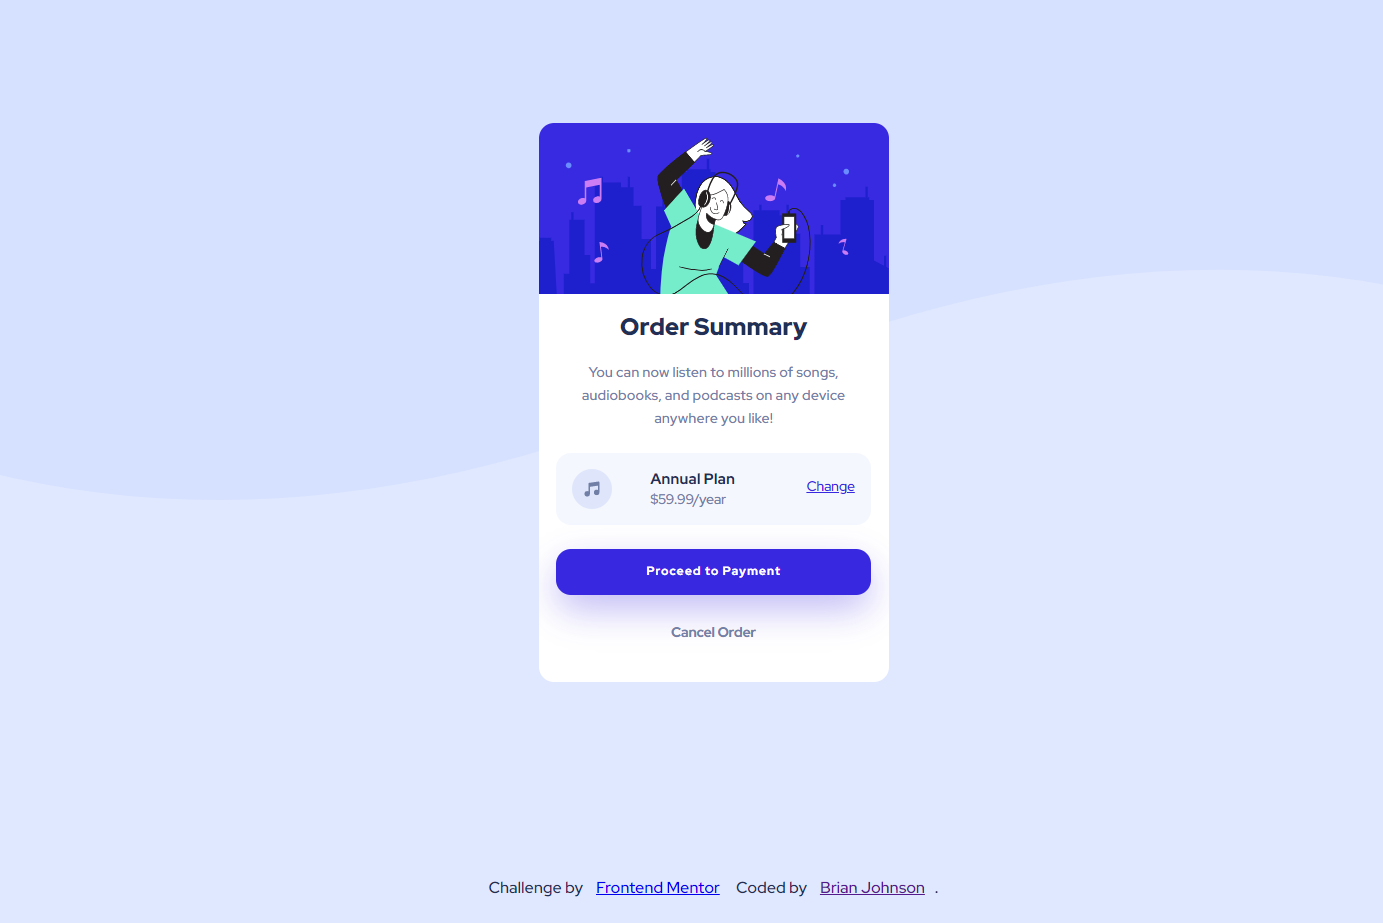 Order Summary
You can now listen to millions of songs,
audiobooks, and podcasts on any device
anywhere you like!
Annual Plan
$59.99/year
Change
Proceed to Payment
Cancel Order
Challenge by Frontend Mentor Coded by Brian Johnson .